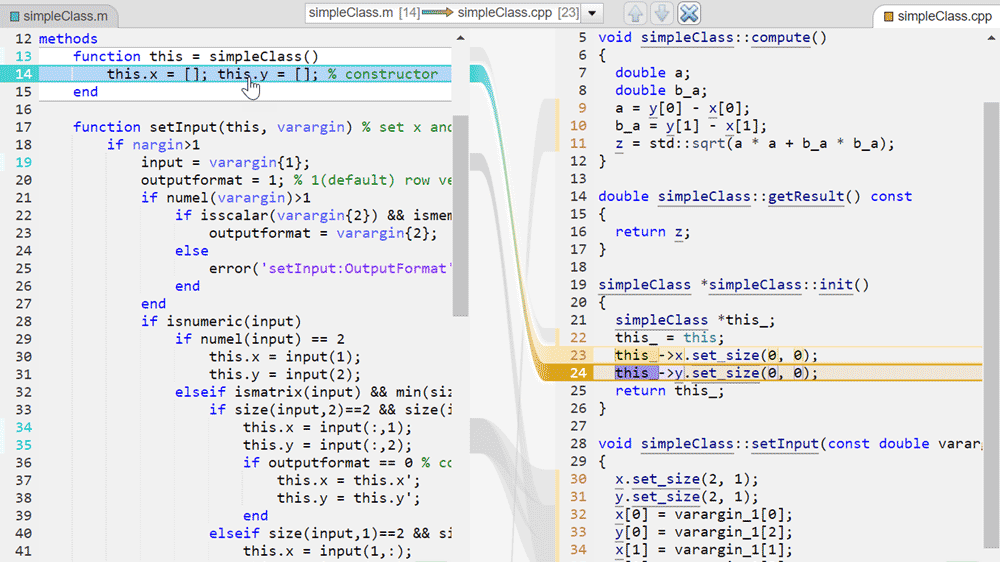 simpleClass.m
simpleClass.m [14] simpleClass.cpp [23]
simpleClass.cpp
12 methods
13 function this = simpleClass()
14 this.x = []; this.y = []; % constructor
15 end
16
17 function setInput(this, varargin) % set x and
18 if nargin>1
19 input = varargin{1};
20 outputformat = 1; % 1(default) row ve
21 if numel(varargin)>1
22 if isscalar(varargin{2}) && ismem
23 outputformat = varargin{2};
24 else
25 error('setInput:OutputFormat'
26 end
27 end
28 if isnumeric(input)
29 if numel(input) == 2
30 this.x = input(1);
31 this.y = input(2);
32 elseif ismatrix(input) && min(siz
33 if size(input,2)==2 && size(i
34 this.x = input(:,1);
35 this.y = input(:,2);
36 if outputformat == 0 % co
37 this.x = this.x';
38 this.y = this.y';
39 end
40 elseif size(input,1)==2 && si
41 this.x = input(1,:);
5 void simpleClass::compute()
6 {
7 double a;
8 double b_a;
9 a = y[0] - x[0];
10 b_a = y[1] - x[1];
11 z = std::sqrt(a * a + b_a * b_a);
12 }
13
14 double simpleClass::getResult() const
15 {
16 return z;
17 }
18
19 simpleClass *simpleClass::init()
20 {
21 simpleClass *this_;
22 this_ = this;
23 this_->x.set_size(0, 0);
24 this_->y.set_size(0, 0);
25 return this_;
26 }
27
28 void simpleClass::setInput(const double varar
29 {
30 x.set_size(2, 1);
31 y.set_size(2, 1);
32 x[0] = varargin_1[0];
33 y[0] = varargin_1[2];
34 x[1] = varargin_1[1];